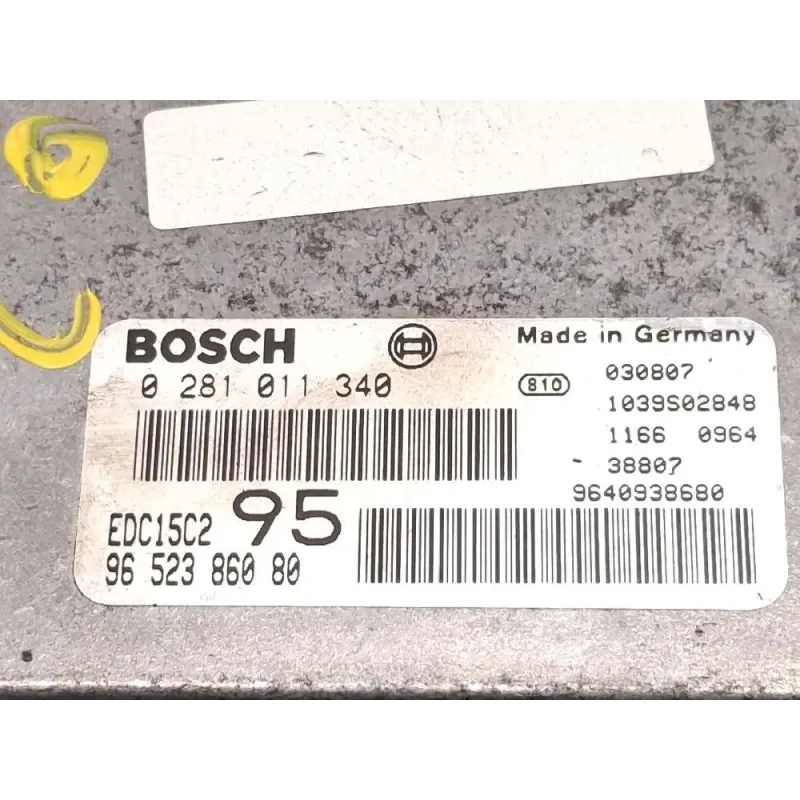 BOSCH
Made in Germany
0 281 011 340
810
030807
1039S02848
1166 0964
- 38807
9640938680
EDC15C2
95
96 523 860 80